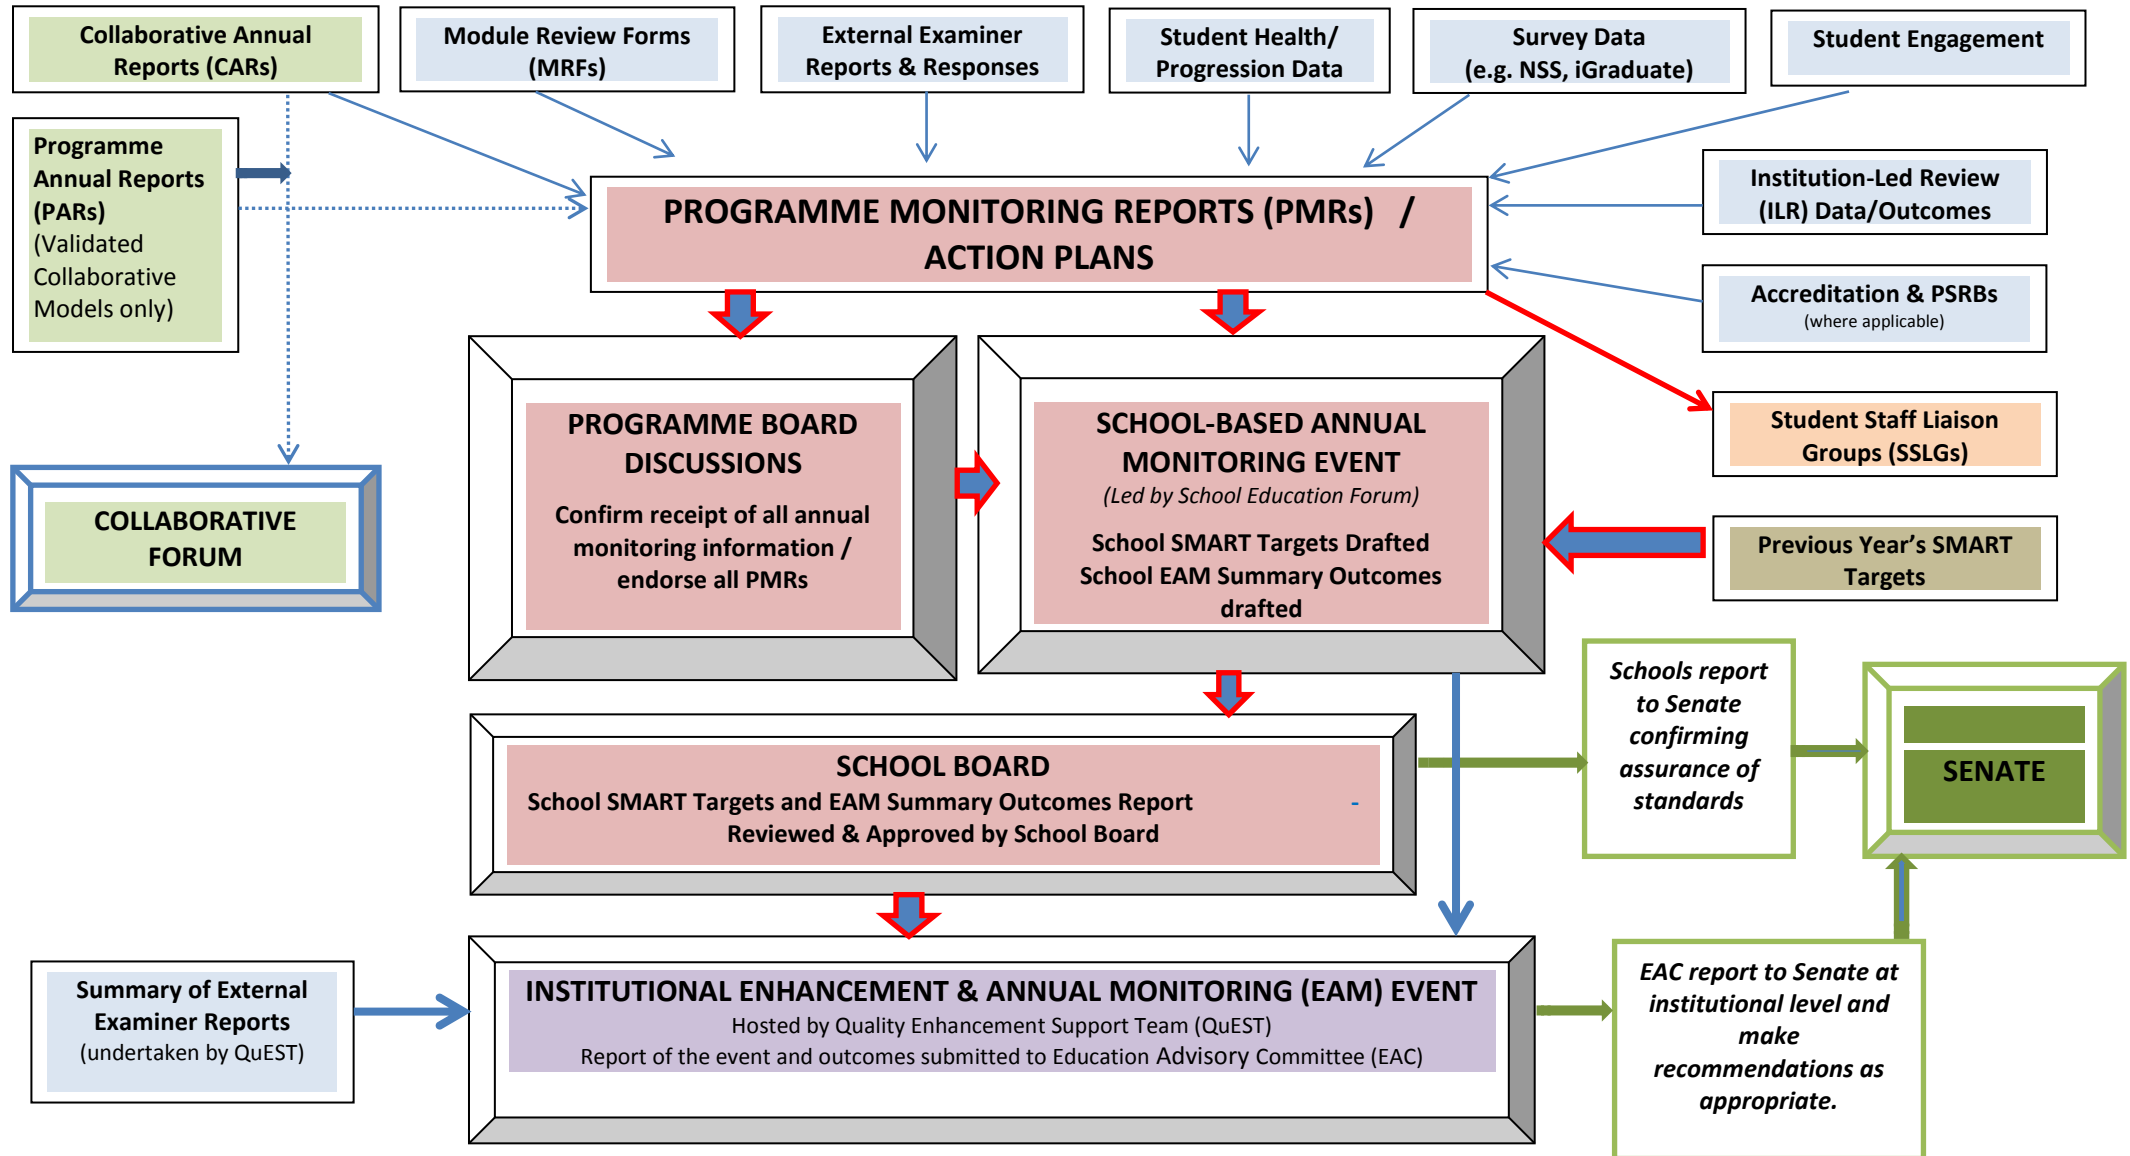 Collaborative Annual
Reports (CARs)
Module Review Forms
(MRFs)
External Examiner
Reports & Responses
Student Health/
Progression Data
Survey Data
(e.g. NSS, iGraduate)
Student Engagement
Programme
Annual Reports
(PARs)
(Validated
Collaborative
Models only)
PROGRAMME MONITORING REPORTS (PMRs) /
ACTION PLANS
Institution-Led Review
(ILR) Data/Outcomes
Accreditation & PSRBs
(where applicable)
PROGRAMME BOARD
DISCUSSIONS
Confirm receipt of all annual
monitoring information /
endorse all PMRs
SCHOOL-BASED ANNUAL
MONITORING EVENT
(Led by School Education Forum)
School SMART Targets Drafted
School EAM Summary Outcomes
drafted
Student Staff Liaison
Groups (SSLGs)
COLLABORATIVE
FORUM
Previous Year’s SMART
Targets
SCHOOL BOARD
School SMART Targets and EAM Summary Outcomes Report -
Reviewed & Approved by School Board
Schools report
to Senate
confirming
assurance of
standards
SENATE
Summary of External
Examiner Reports
(undertaken by QuEST)
INSTITUTIONAL ENHANCEMENT & ANNUAL MONITORING (EAM) EVENT
Hosted by Quality Enhancement Support Team (QuEST)
Report of the event and outcomes submitted to Education Advisory Committee (EAC)
EAC report to Senate at
institutional level and
make
recommendations as
appropriate.